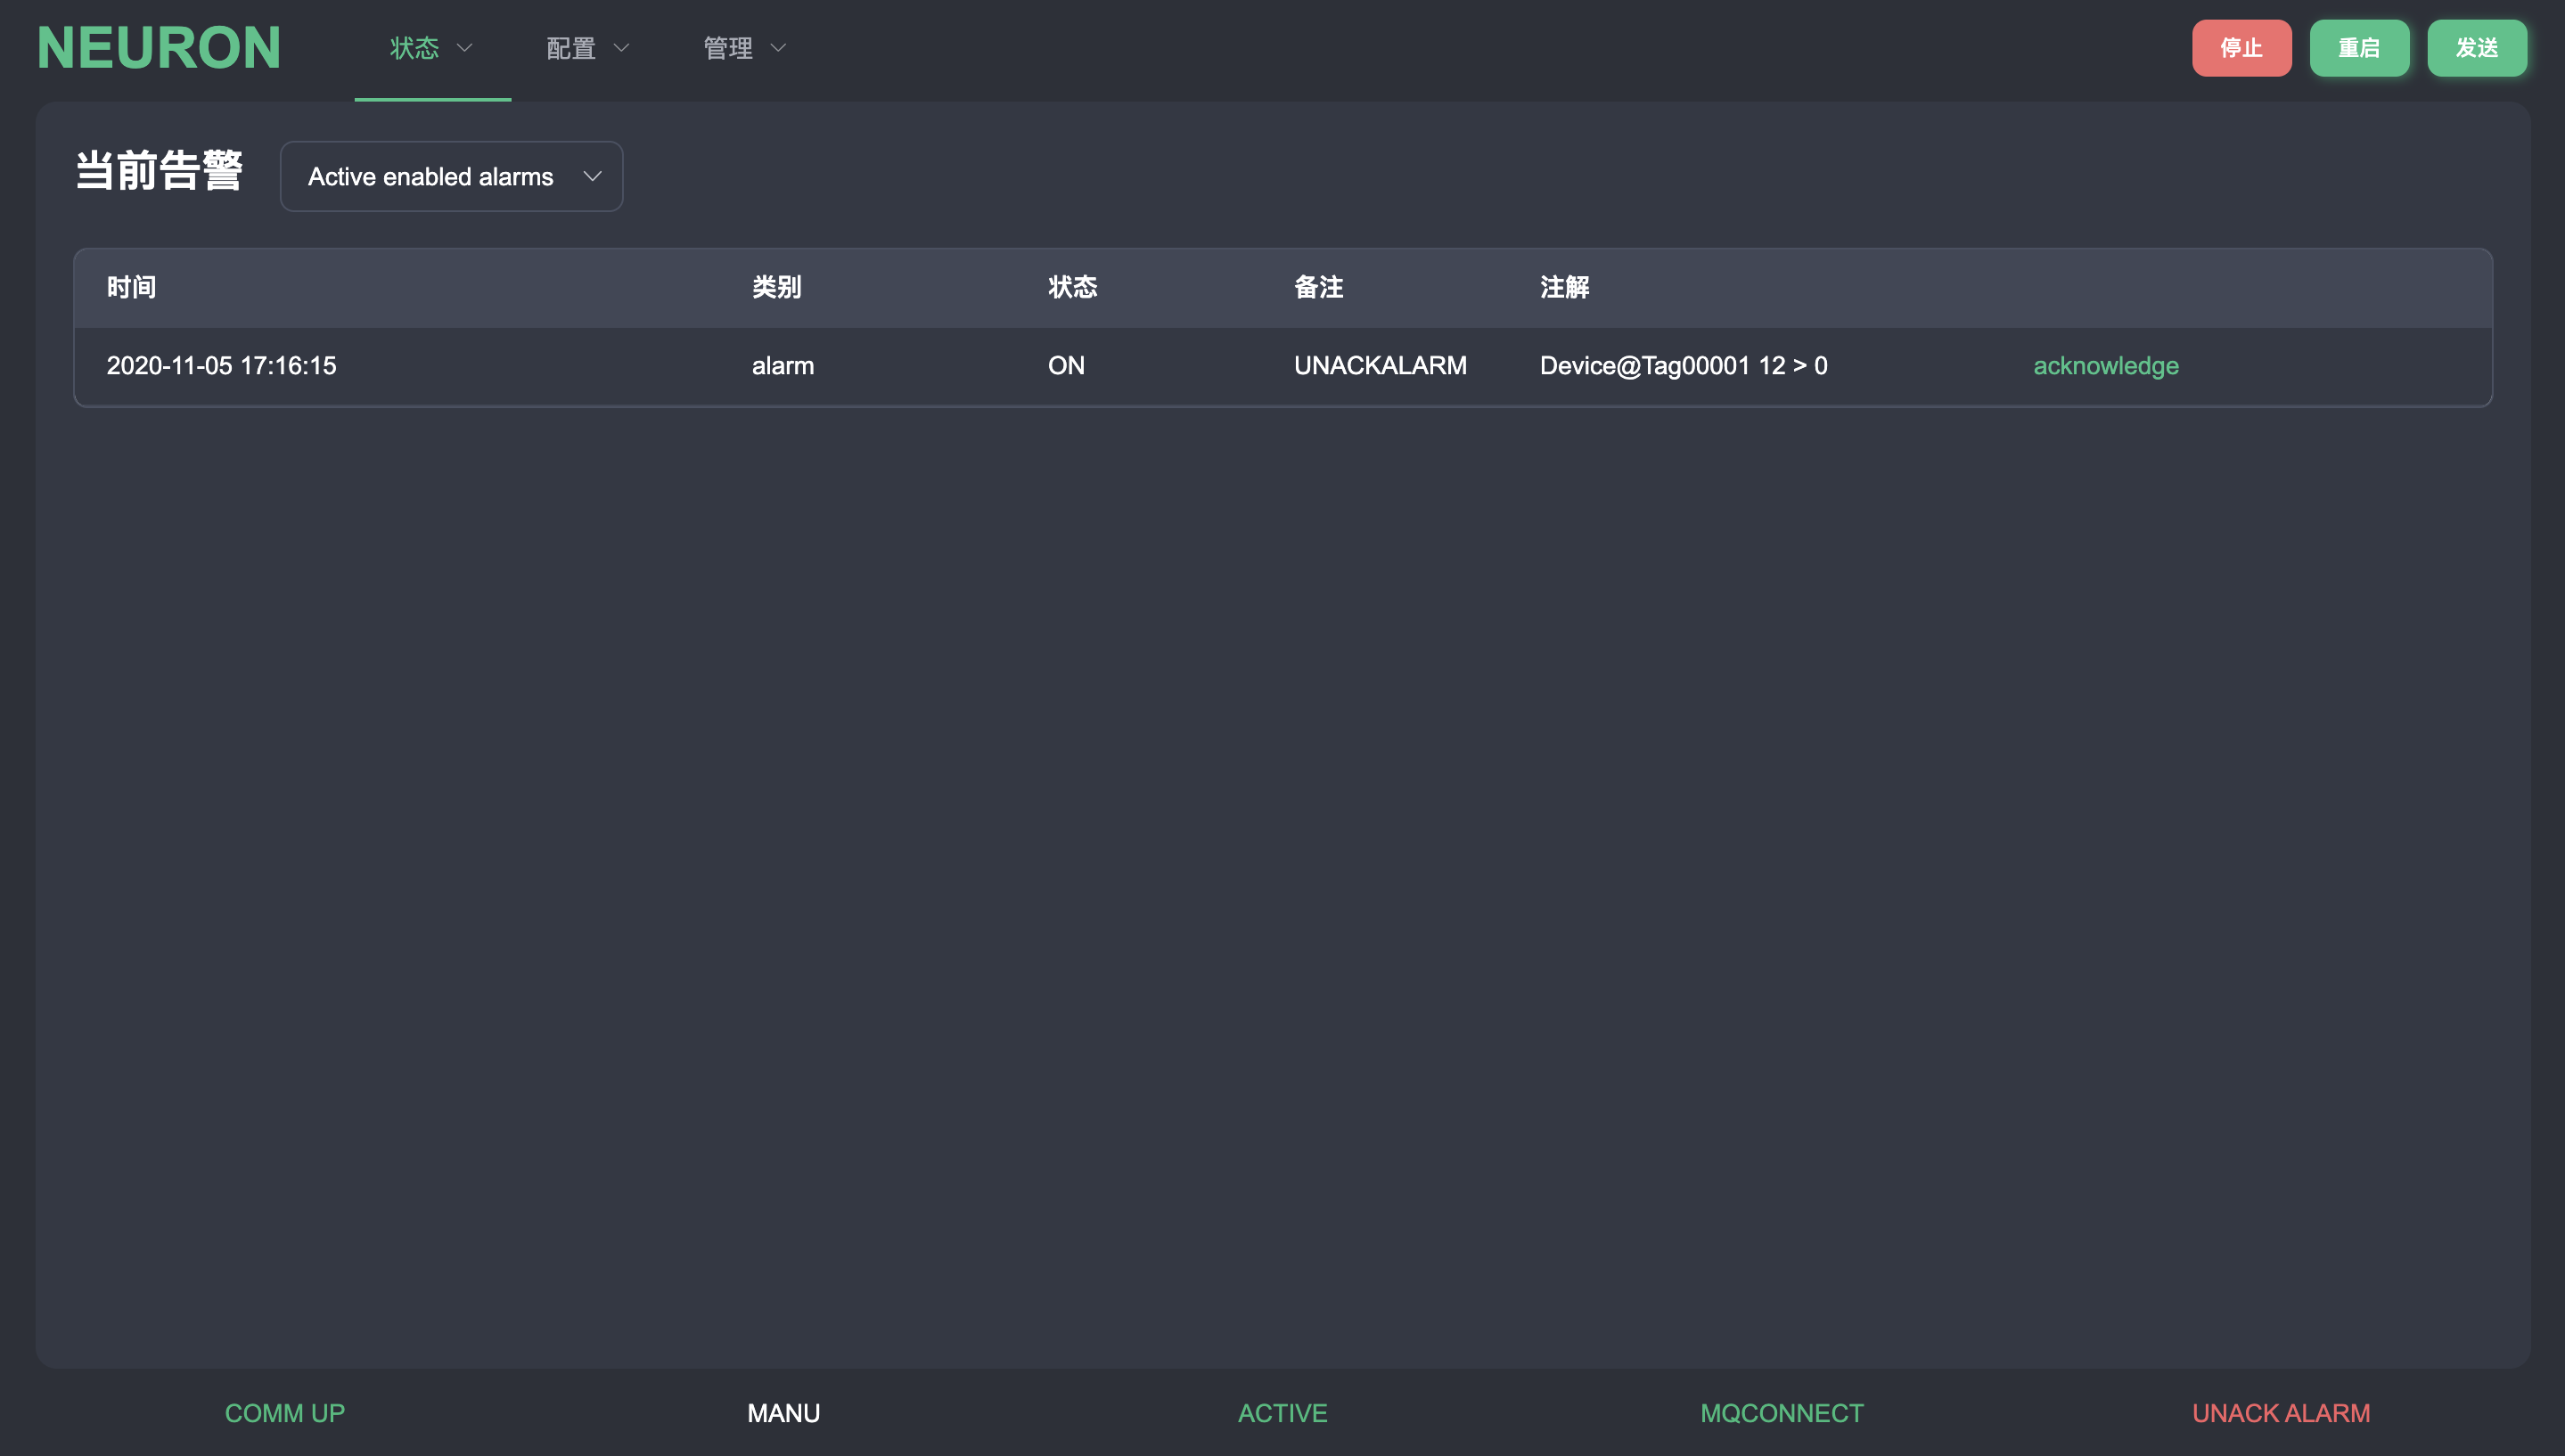 NEURON 状态 配置 管理 停止 重启 发送
当前告警 Active enabled alarms
时间 类别 状态 备注 注解
2020-11-05 17:16:15 alarm ON UNACKALARM Device@Tag00001 12 > 0 acknowledge
COMM UP MANU ACTIVE MQCONNECT UNACK ALARM